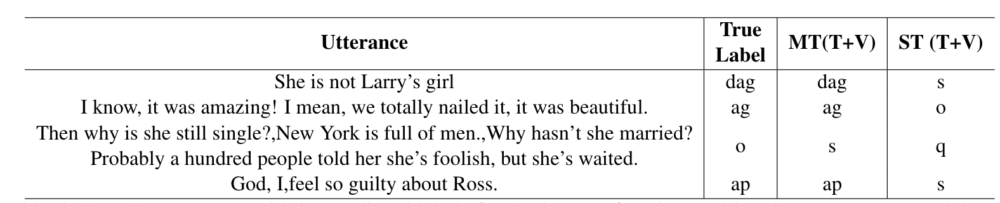 Utterance True Label MT(T+V) ST (T+V)
She is not Larry's girl dag dag s
I know, it was amazing! I mean, we totally nailed it, it was beautiful. ag ag o
Then why is she still single?,New York is full of men.,Why hasn't she married?
Probably a hundred people told her she's foolish, but she's waited. o s q
God, I,feel so guilty about Ross. ap ap s